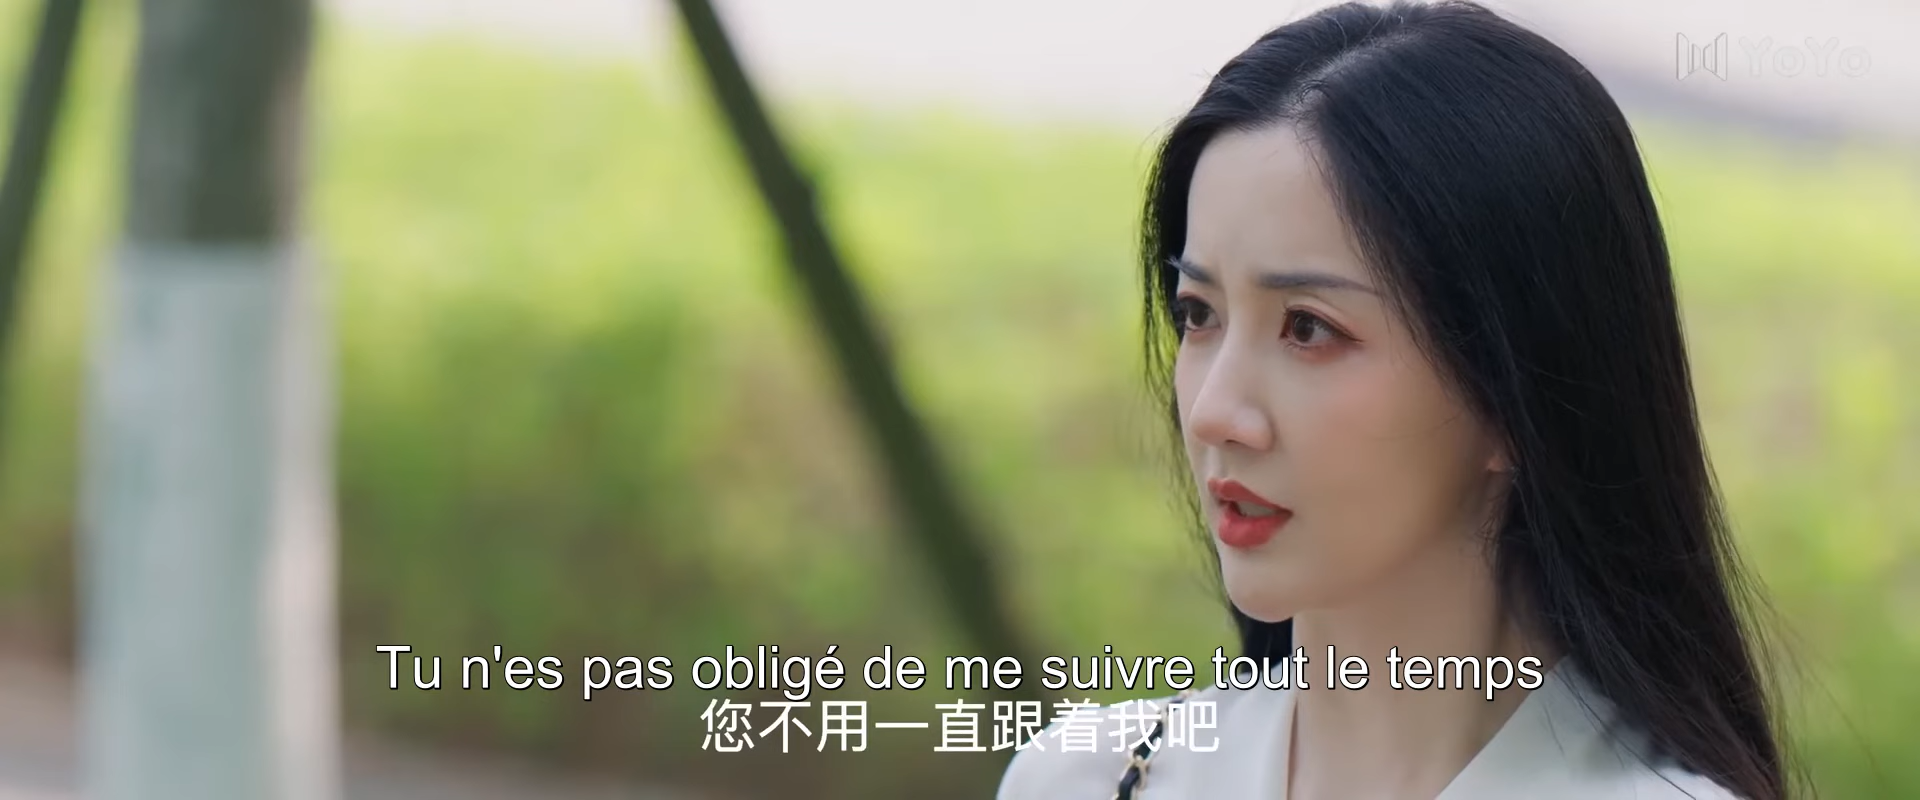 YoYo
Tu n'es pas obligé de me suivre tout le temps
您不用一直跟着我吧